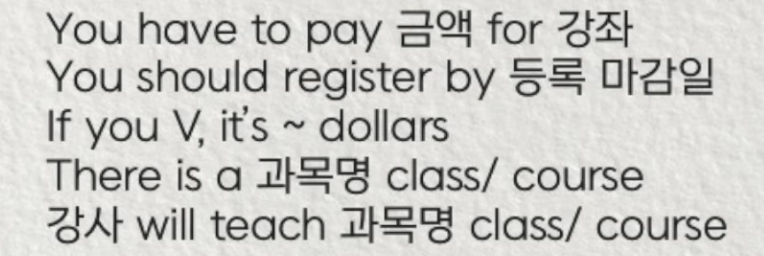 You have to pay 금액 for 강좌
You should register by 등록 마감일
If you V, it's ~ dollars
There is a 과목명 class/ course
강사 will teach 과목명 class/ course